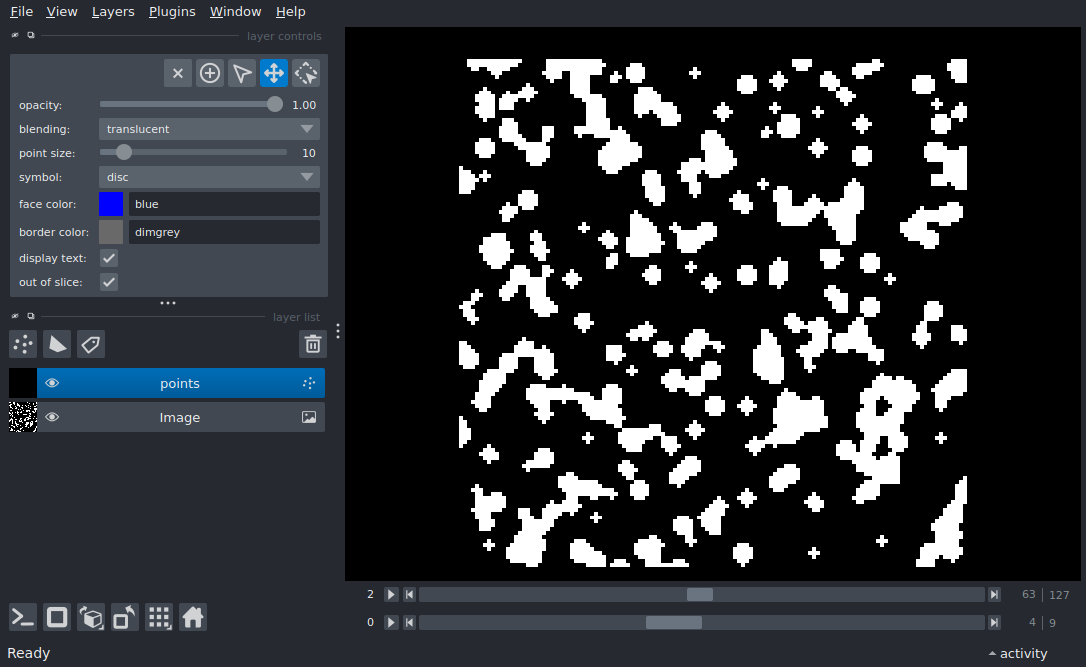 File View Layers Plugins Window Help
layer controls
opacity: 1.00
blending: translucent
point size: 10
symbol: disc
face color: blue
border color: dimgrey
display text:
out of slice:
layer list
points
Image
2 63 127
0 4 9
Ready activity